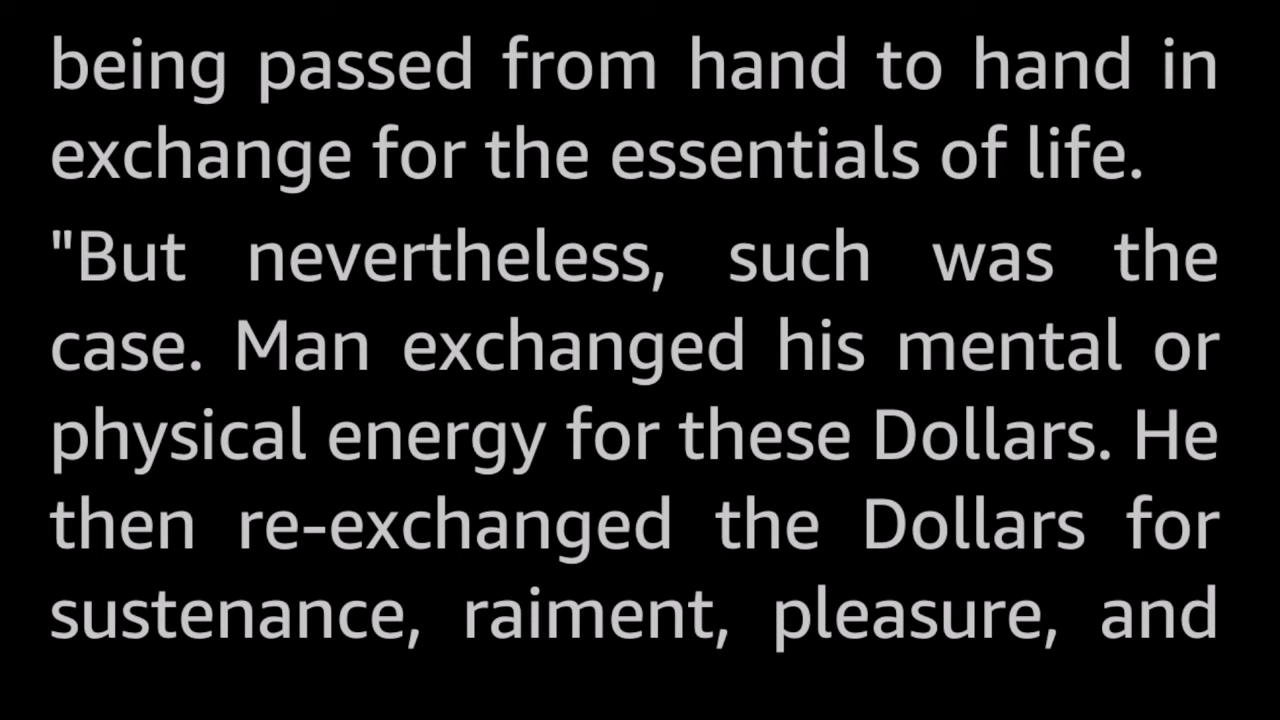 being passed from hand to hand in
exchange for the essentials of life.
"But nevertheless, such was the
case. Man exchanged his mental or
physical energy for these Dollars. He
then re-exchanged the Dollars for
sustenance, raiment, pleasure, and